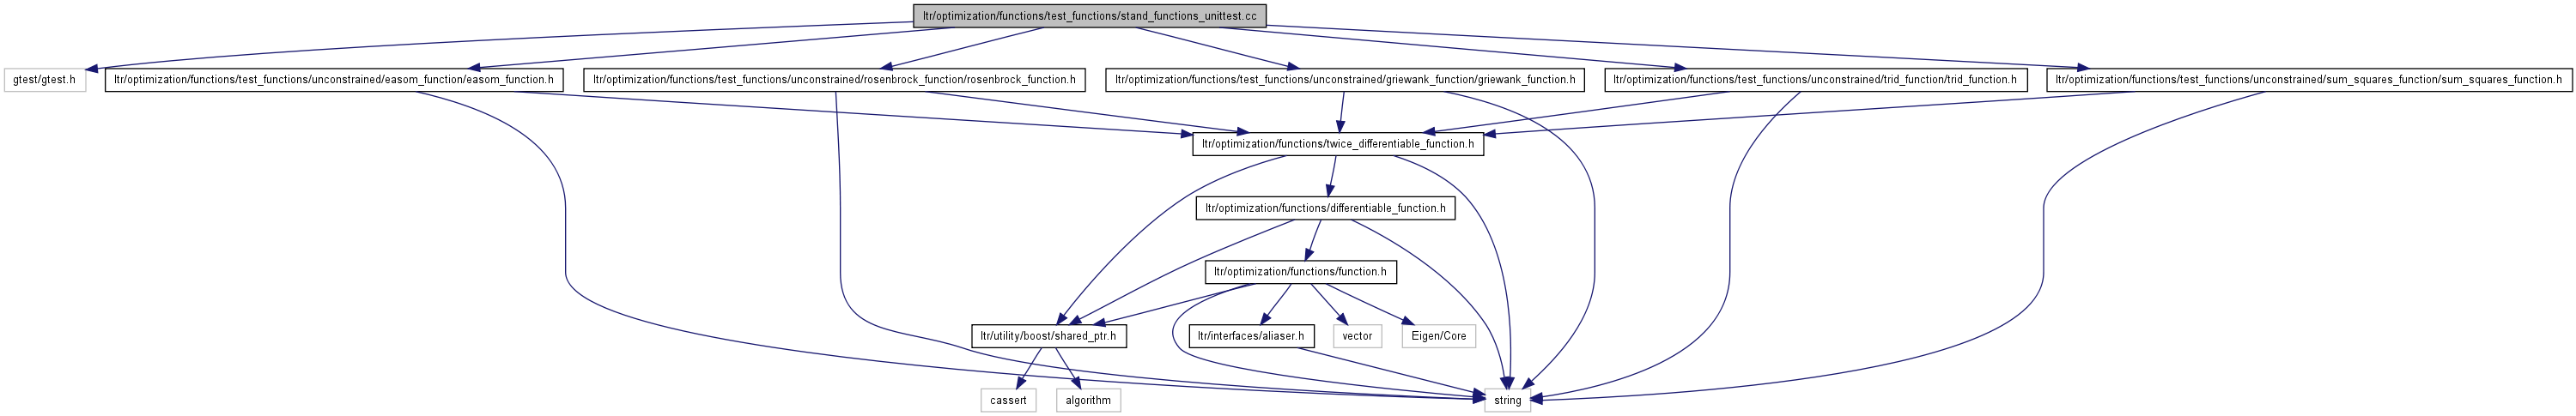 ltr/optimization/functions/test_functions/stand_functions_unittest.cc
gtest/gtest.h
ltr/optimization/functions/test_functions/unconstrained/easom_function/easom_function.h
ltr/optimization/functions/test_functions/unconstrained/rosenbrock_function/rosenbrock_function.h
ltr/optimization/functions/test_functions/unconstrained/griewank_function/griewank_function.h
ltr/optimization/functions/test_functions/unconstrained/trid_function/trid_function.h
ltr/optimization/functions/test_functions/unconstrained/sum_squares_function/sum_squares_function.h
ltr/optimization/functions/twice_differentiable_function.h
ltr/optimization/functions/differentiable_function.h
ltr/optimization/functions/function.h
ltr/utility/boost/shared_ptr.h
ltr/interfaces/aliaser.h
vector
Eigen/Core
cassert
algorithm
string